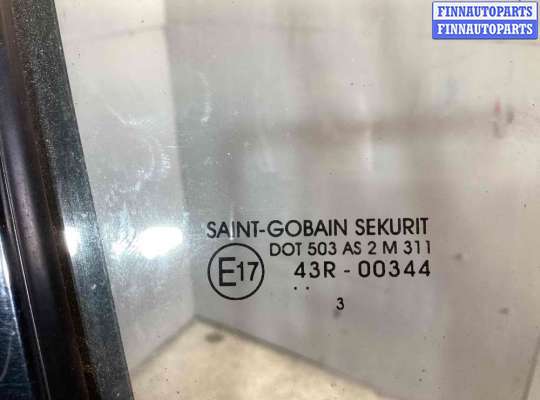 FINNAUTOPARTS
FINNAUTOPARTS
SAINT-GOBAIN SEKURIT
DOT 503 AS 2 M 311
E17 43R - 00344
. .
3